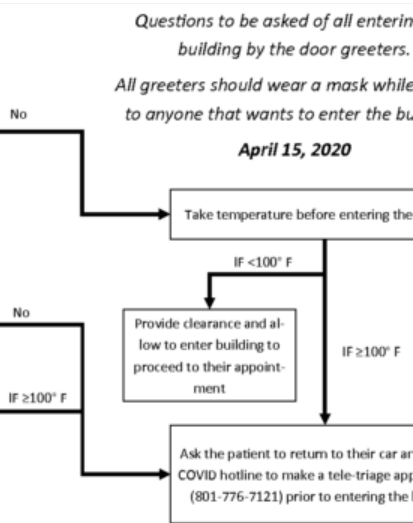 Questions to be asked of all enterin
building by the door greeters.
All greeters should wear a mask while
to anyone that wants to enter the bu
April 15, 2020
No
Take temperature before entering the
IF <100° F
No
Provide clearance and al-
low to enter building to
proceed to their appoint-
ment
IF ≥100° F
IF ≥100° F
Ask the patient to return to their car an
COVID hotline to make a tele-triage app
(801-776-7121) prior to entering the